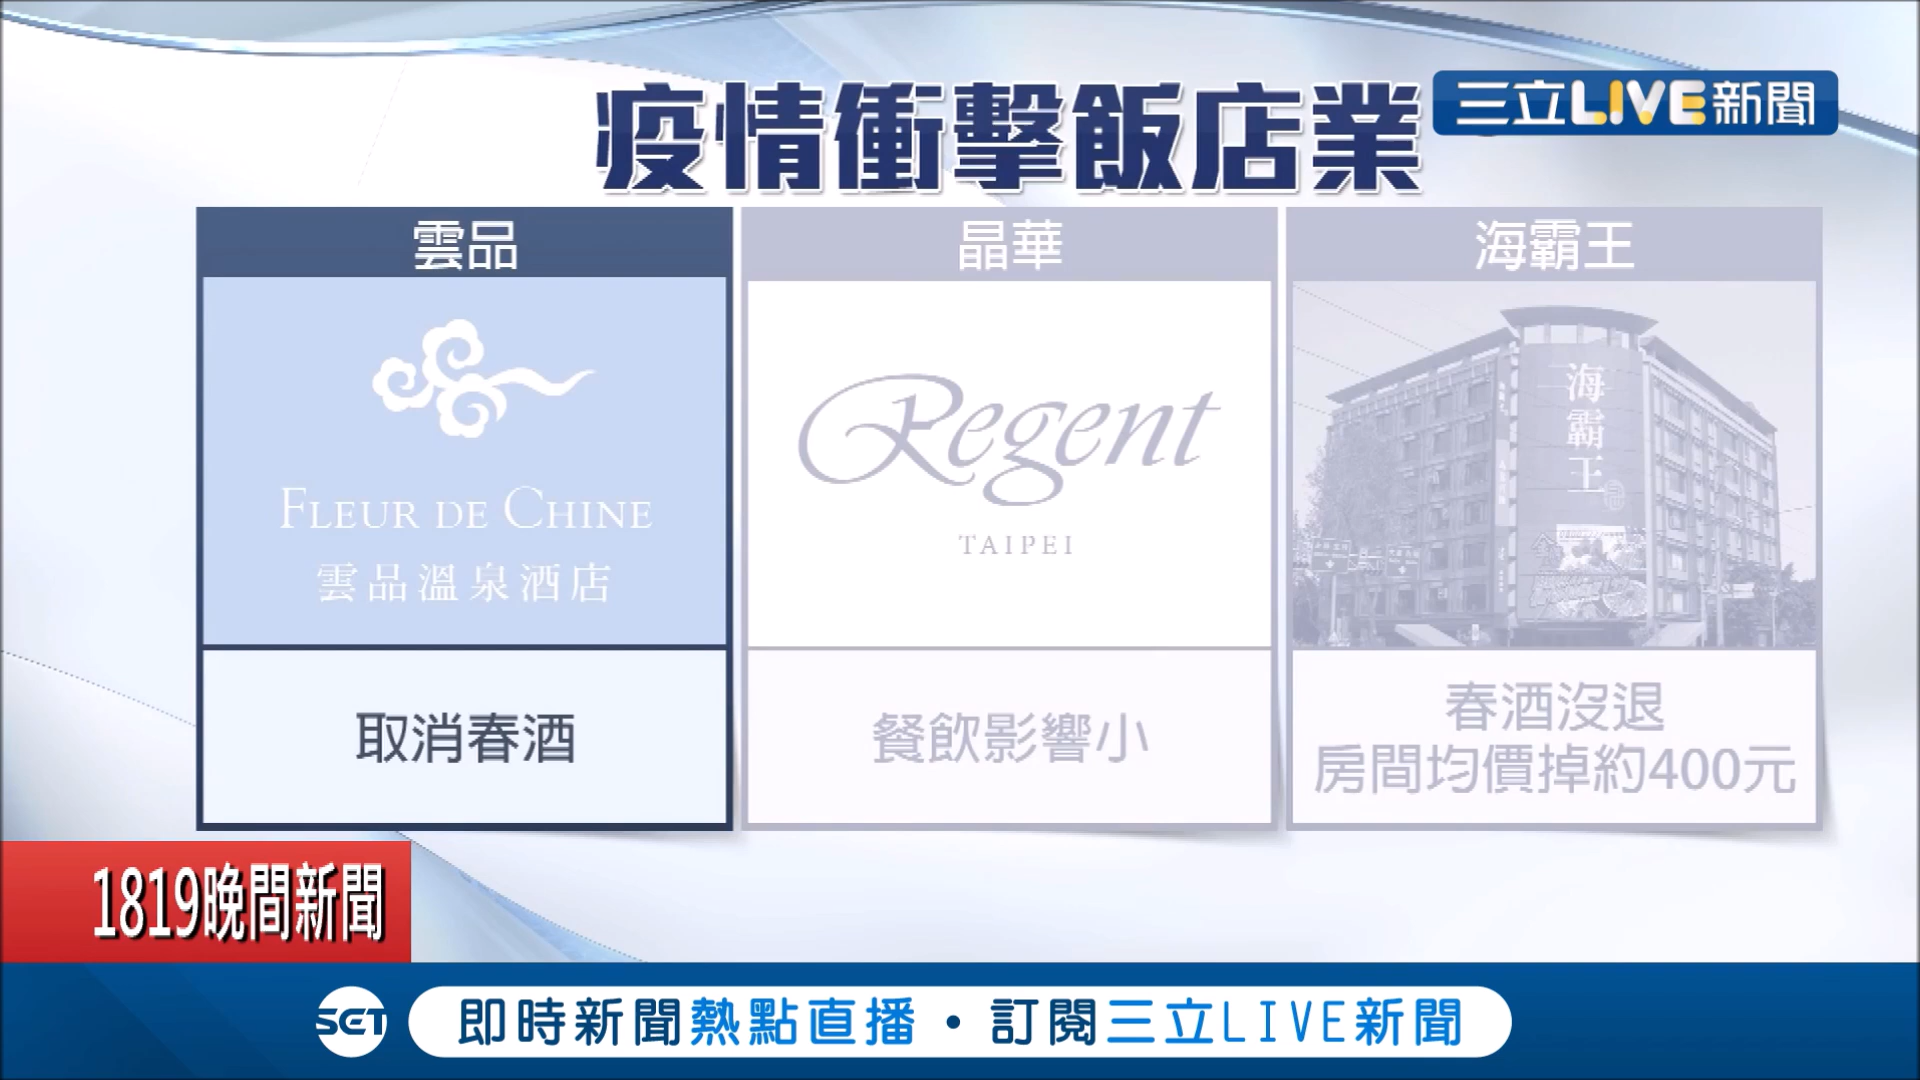 疫情衝擊飯店業
三立LIVE新聞
雲品
FLEUR DE CHINE
雲品溫泉酒店
取消春酒
晶華
Regent
TAIPEI
餐飲影響小
海霸王
海霸王
春酒沒退
房間均價掉約400元
1819晚間新聞
SET
即時新聞熱點直播・訂閱三立LIVE新聞